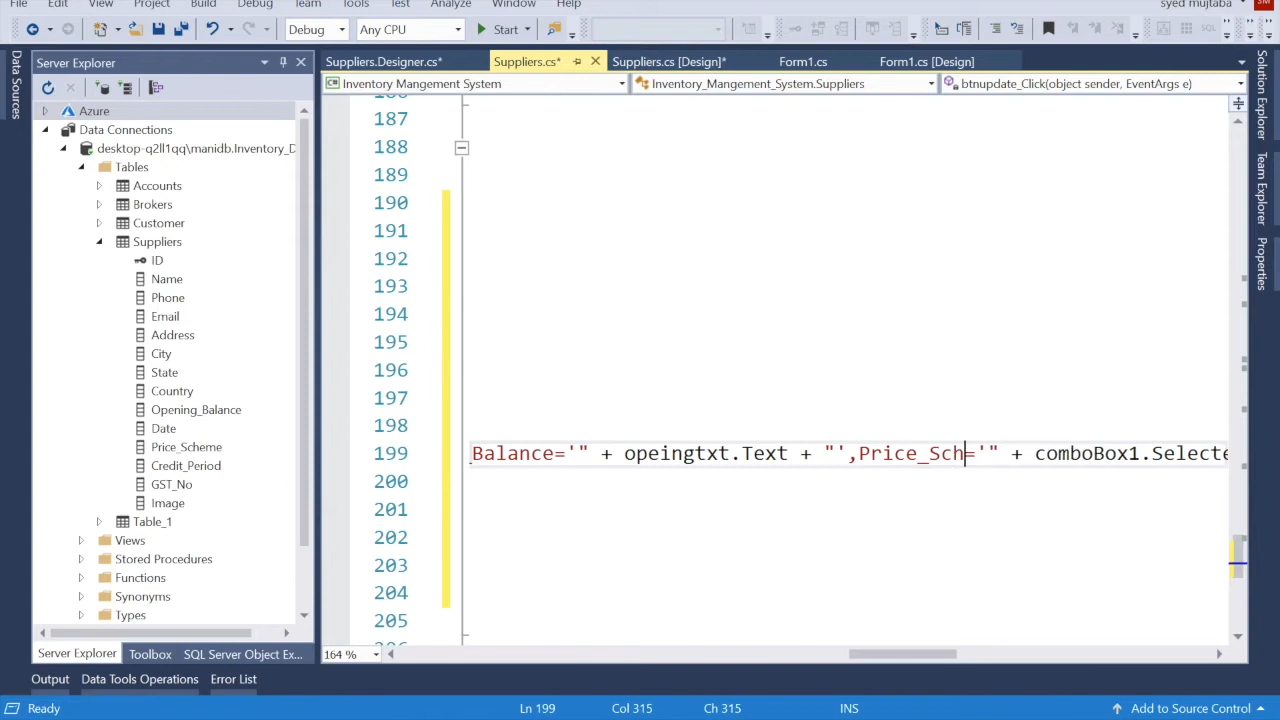 File Edit View Project Build Debug Team Tools Test Analyze Window Help
syed mujtaba SM
Debug Any CPU Start
Data Sources
Server Explorer
Azure
Data Connections
desktop-q2ll1qq\manidb.Inventory_D
Tables
Accounts
Brokers
Customer
Suppliers
ID
Name
Phone
Email
Address
City
State
Country
Opening_Balance
Date
Price_Scheme
Credit_Period
GST_No
Image
Table_1
Views
Stored Procedures
Functions
Synonyms
Types
Server Explorer Toolbox SQL Server Object Ex...
Suppliers.Designer.cs* Suppliers.cs* Suppliers.cs [Design]* Form1.cs Form1.cs [Design]
Inventory Mangement System Inventory_Mangement_System.Suppliers btnupdate_Click(object sender, EventArgs e)
186
187
188
189
190
191
192
193
194
195
196
197
198
199 _Balance='" + opeingtxt.Text + "',Price_Sch='" + comboBox1.Selecte
200
201
202
203
204
205
206
164 %
Solution Explorer
Team Explorer
Properties
Output Data Tools Operations Error List
Ready Ln 199 Col 315 Ch 315 INS Add to Source Control